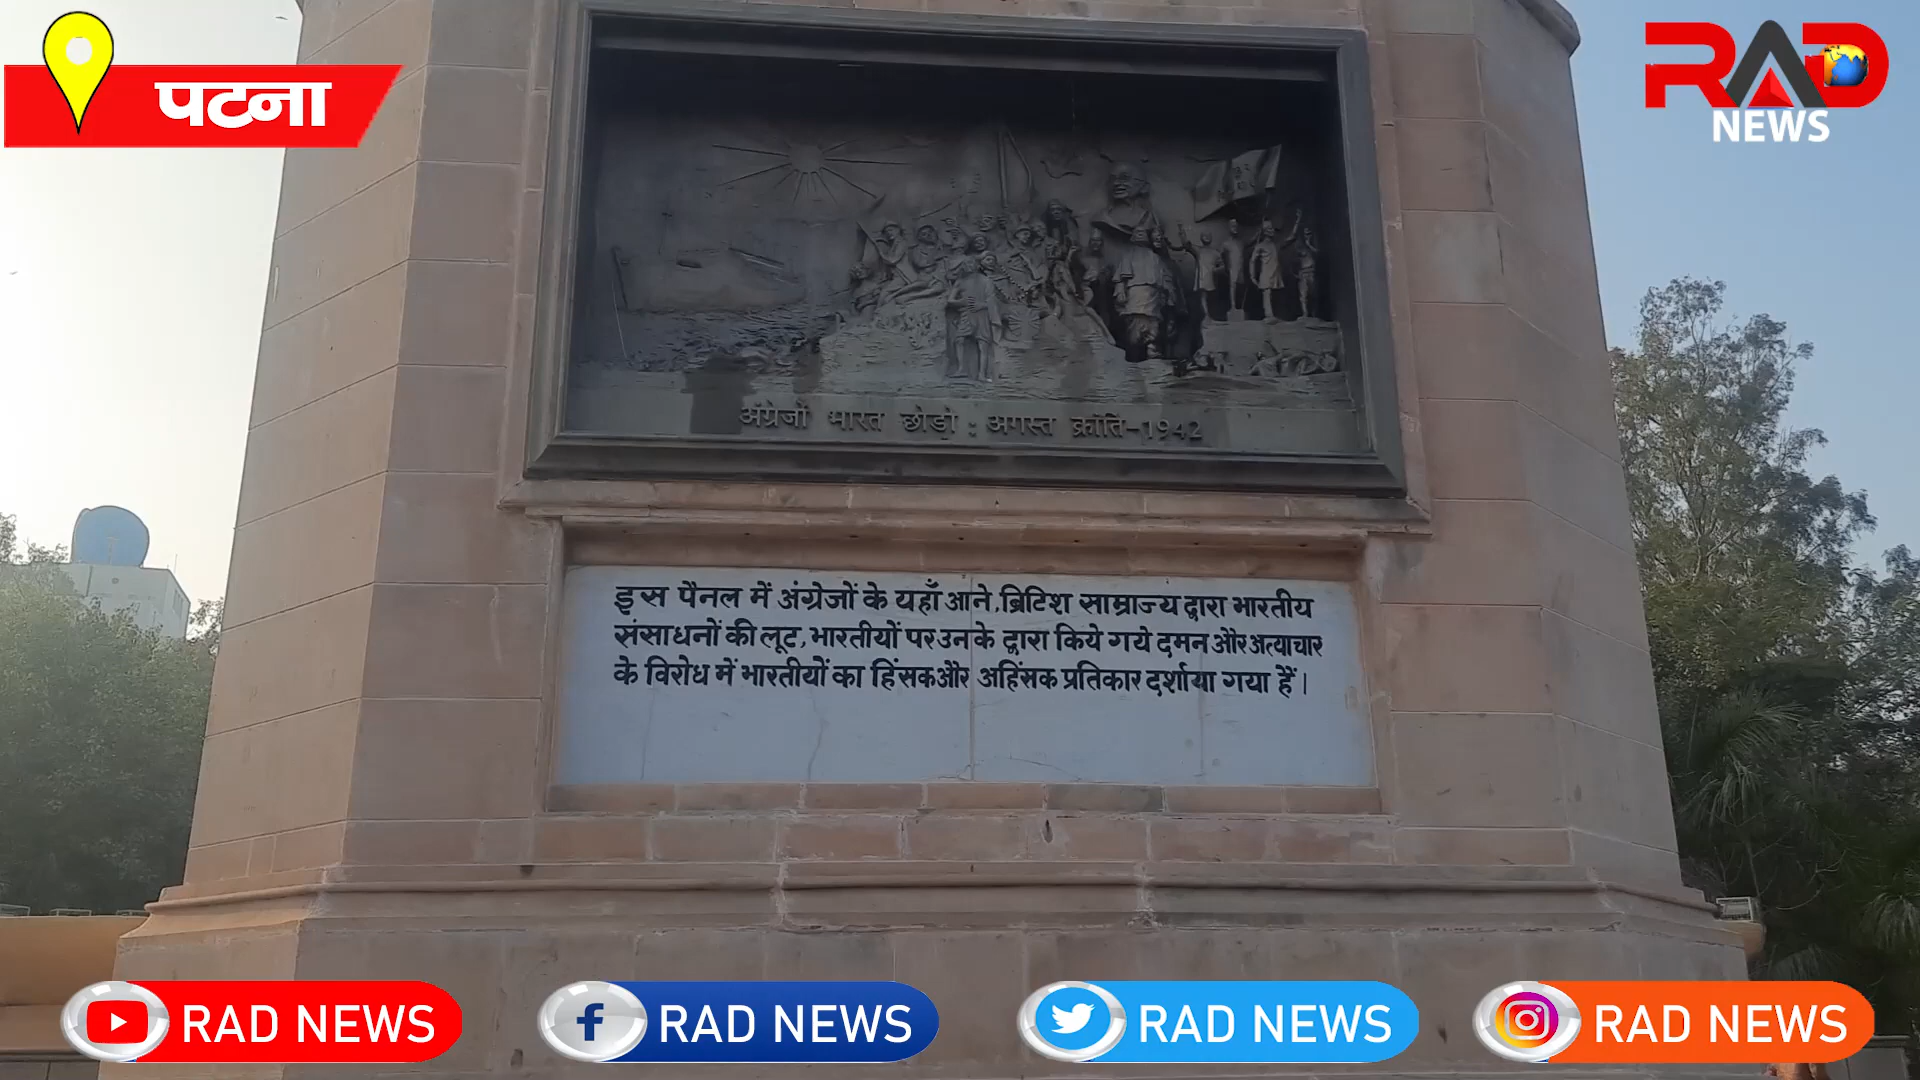 पटना
RAD
NEWS
अंग्रेजों भारत छोड़ो : अगस्त क्रांति-1942
इस पैनल में अंग्रेजों के यहाँ आने, ब्रिटिश साम्राज्य द्वारा भारतीय
संसाधनों की लूट, भारतीयों पर उनके द्वारा किये गये दमन और अत्याचार
के विरोध में भारतीयों का हिंसक और अहिंसक प्रतिकार दर्शाया गया हैं।
RAD NEWS
RAD NEWS
RAD NEWS
RAD NEWS